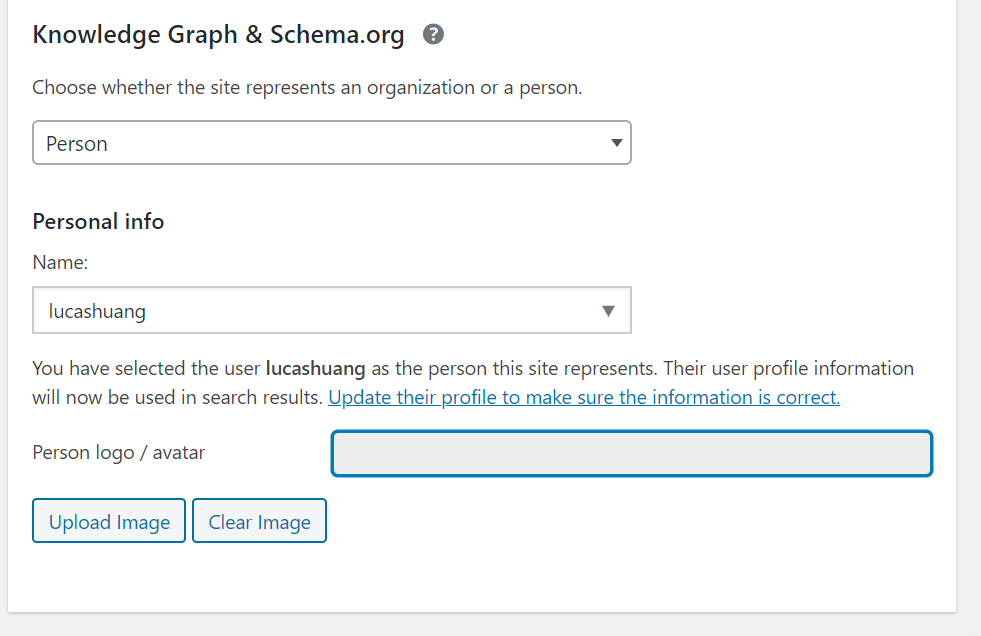 Knowledge Graph & Schema.org ?
Choose whether the site represents an organization or a person.
Person
Personal info
Name:
lucashuang
You have selected the user lucashuang as the person this site represents. Their user profile information
will now be used in search results. Update their profile to make sure the information is correct.
Person logo / avatar
Upload Image Clear Image